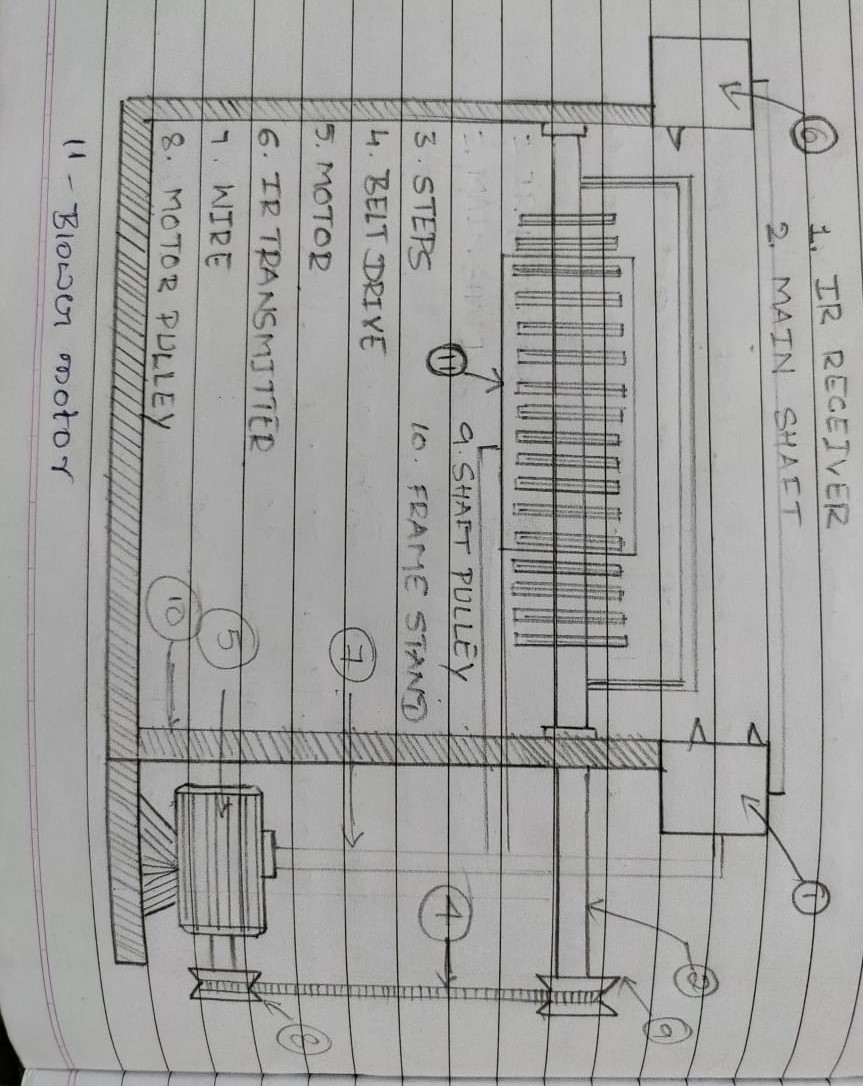 1. IR RECEIVER
6
1
2. MAIN SHAFT
2
9
9. SHAFT PULLEY
11
4
3. STEPS
10. FRAME STAND
4. BELT DRIVE
7
5. MOTOR
8
6. IR TRANSMITTER
5
7. WIRE
10
8. MOTOR PULLEY
11 - Blower motor